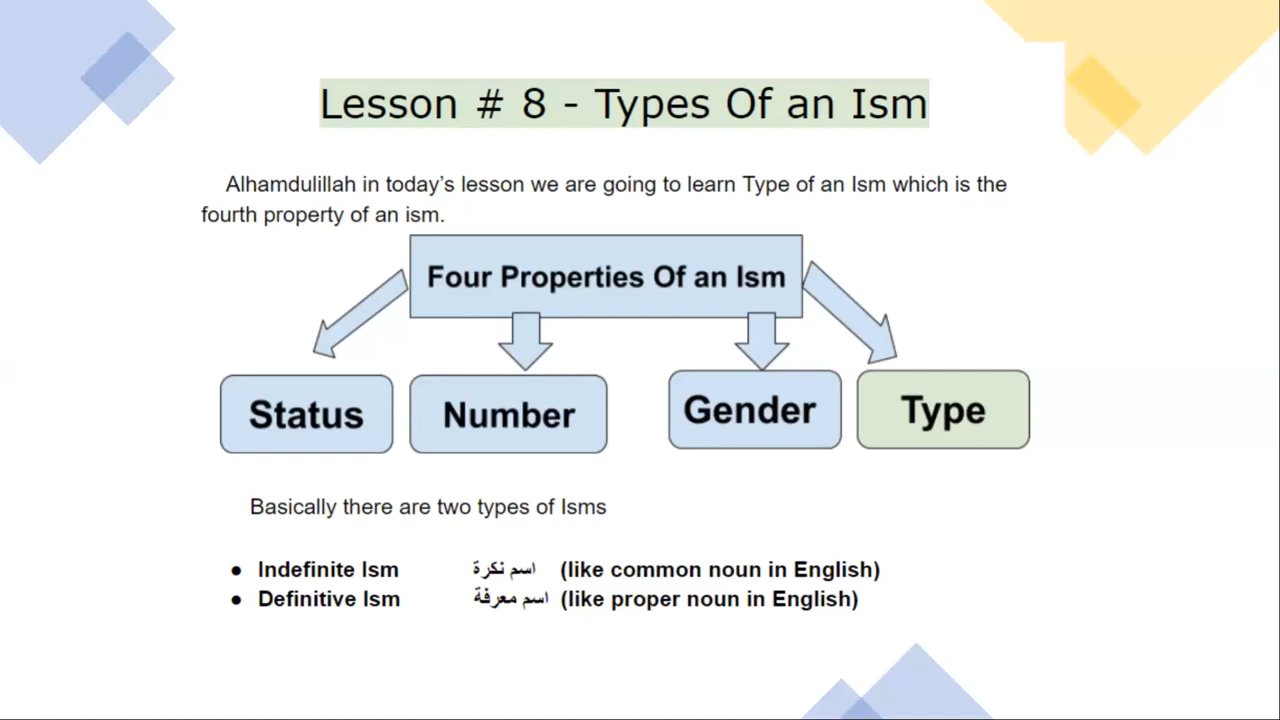 Lesson # 8 - Types Of an Ism
Alhamdulillah in today's lesson we are going to learn Type of an Ism which is the
fourth property of an ism.
Four Properties Of an Ism
Status Number Gender Type
Basically there are two types of Isms
● Indefinite Ism اسم نكرة (like common noun in English)
● Definitive Ism اسم معرفة (like proper noun in English)